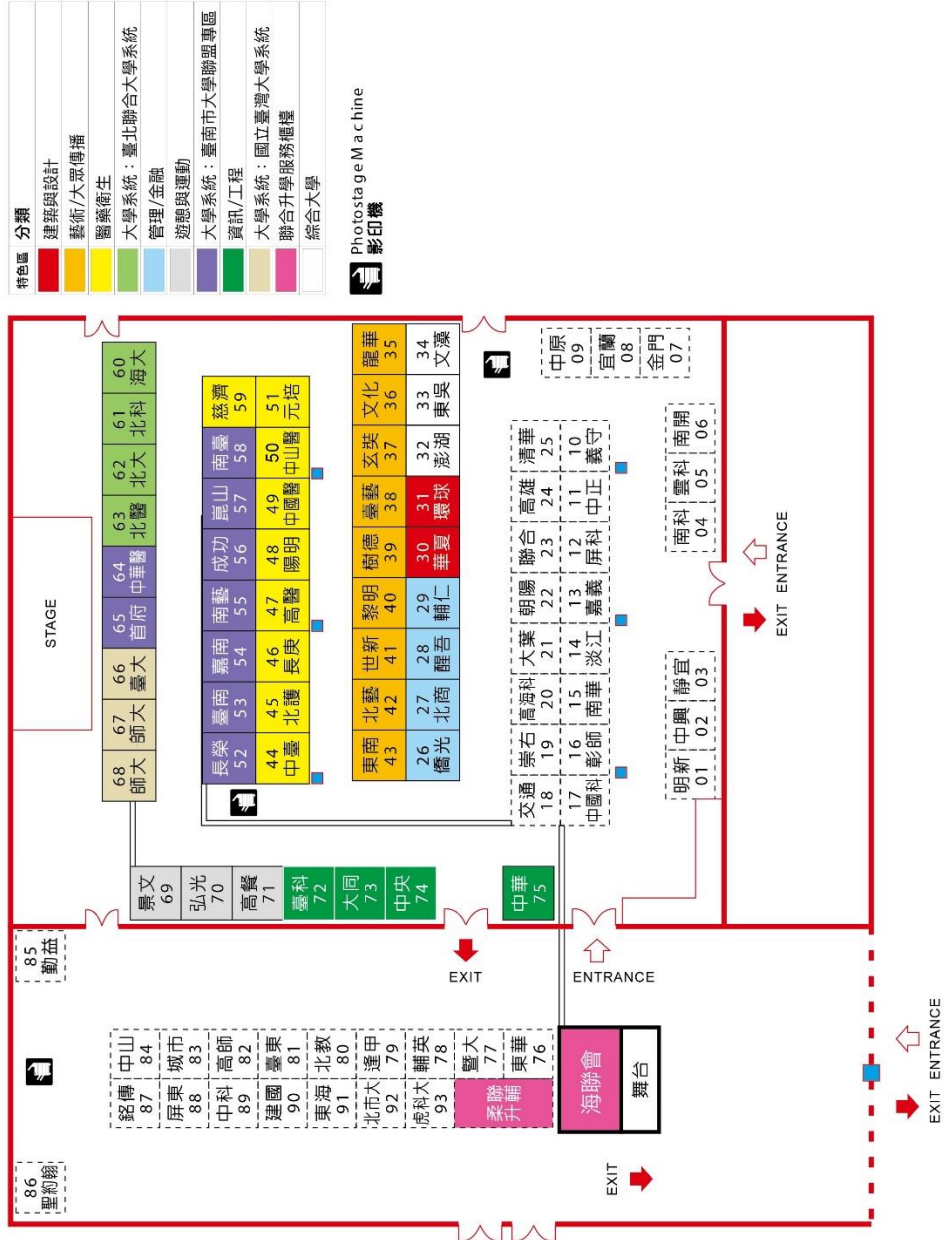 特色區 分類
建築與設計
藝術/大眾傳播
醫藥衛生
大學系統：臺北聯合大學系統
管理/金融
遊憩與運動
大學系統：臺南市大學聯盟專區
資訊/工程
大學系統：國立臺灣大學系統
聯合升學服務櫃檯
綜合大學
PhotostageMachine
影印機
STAGE
68
師大
67
師大
66
臺大
65
首府
64
中華醫
63
北醫
62
北大
61
北科
60
海大
長榮
52
臺南
53
嘉南
54
南藝
55
成功
56
崑山
57
南臺
58
慈濟
59
44
中臺
45
北護
46
長庚
47
高醫
48
陽明
49
中國醫
50
中山醫
51
元培
東南
43
北藝
42
世新
41
黎明
40
樹德
39
臺藝
38
玄奘
37
文化
36
龍華
35
26
僑光
27
北商
28
醒吾
29
輔仁
30
華夏
31
環球
32
澎湖
33
東吳
34
文藻
交通
18
崇右
19
高海科
20
大葉
21
朝陽
22
聯合
23
高雄
24
清華
25
17
中國科
16
彰師
15
南華
14
淡江
13
嘉義
12
屏科
11
中正
10
義守
中原
09
宜蘭
08
金門
07
明新
01
中興
02
靜宜
03
南科
04
雲科
05
南開
06
EXIT ENTRANCE
景文
69
弘光
70
高餐
71
臺科
72
大同
73
中央
74
中華
75
EXIT
ENTRANCE
85
勤益
86
聖約翰
銘傳
87
中山
84
屏東
88
城市
83
中科
89
高師
82
建國
90
臺東
81
東海
91
北教
80
北市大
92
逢甲
79
虎科大
93
輔英
78
柔聯
升輔
暨大
77
東華
76
海聯會
舞台
EXIT
EXIT ENTRANCE